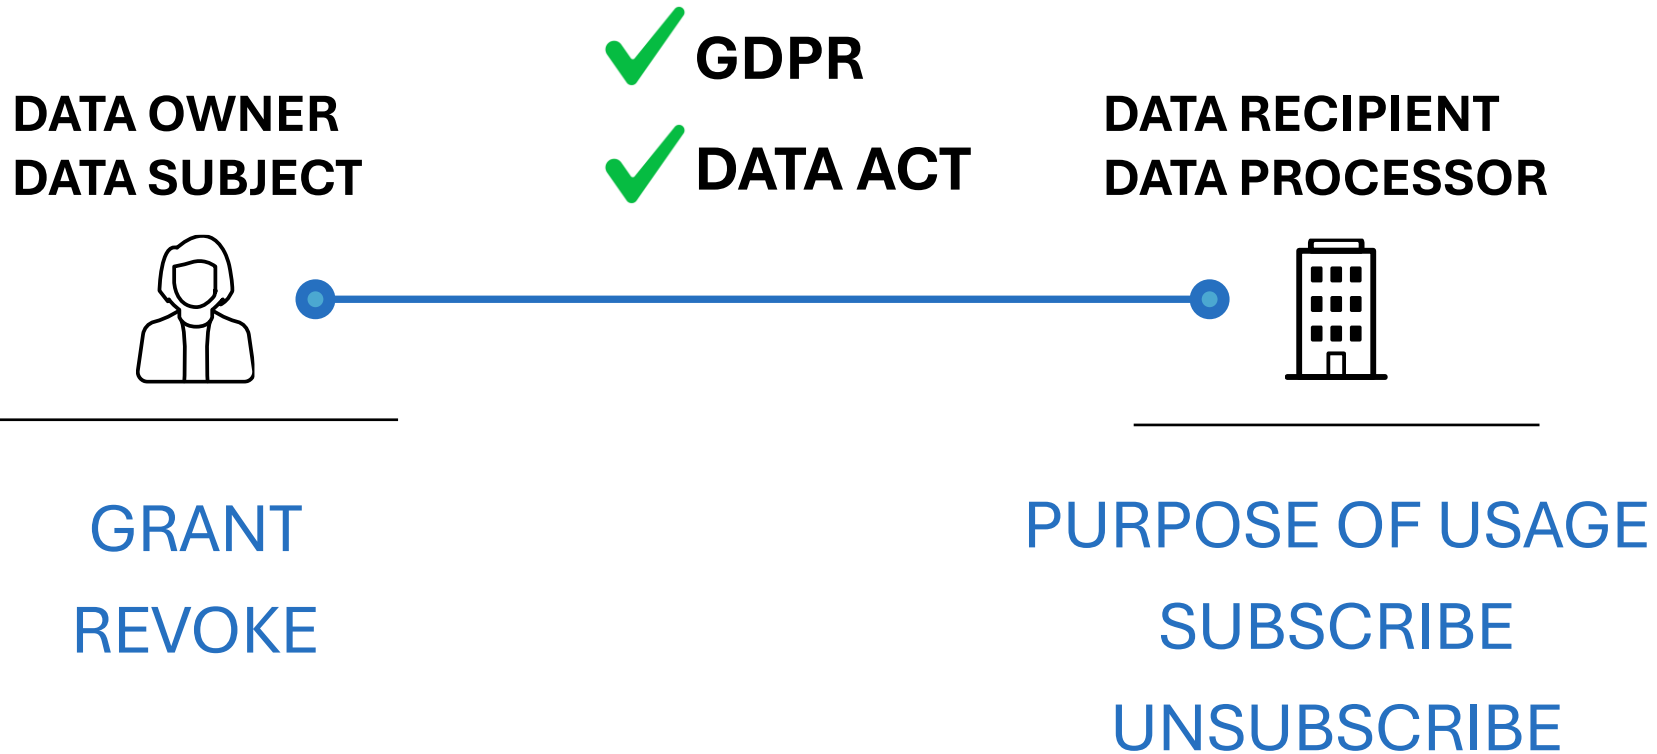 GDPR
DATA ACT
DATA OWNER
DATA SUBJECT
DATA RECIPIENT
DATA PROCESSOR
GRANT
REVOKE
PURPOSE OF USAGE
SUBSCRIBE
UNSUBSCRIBE